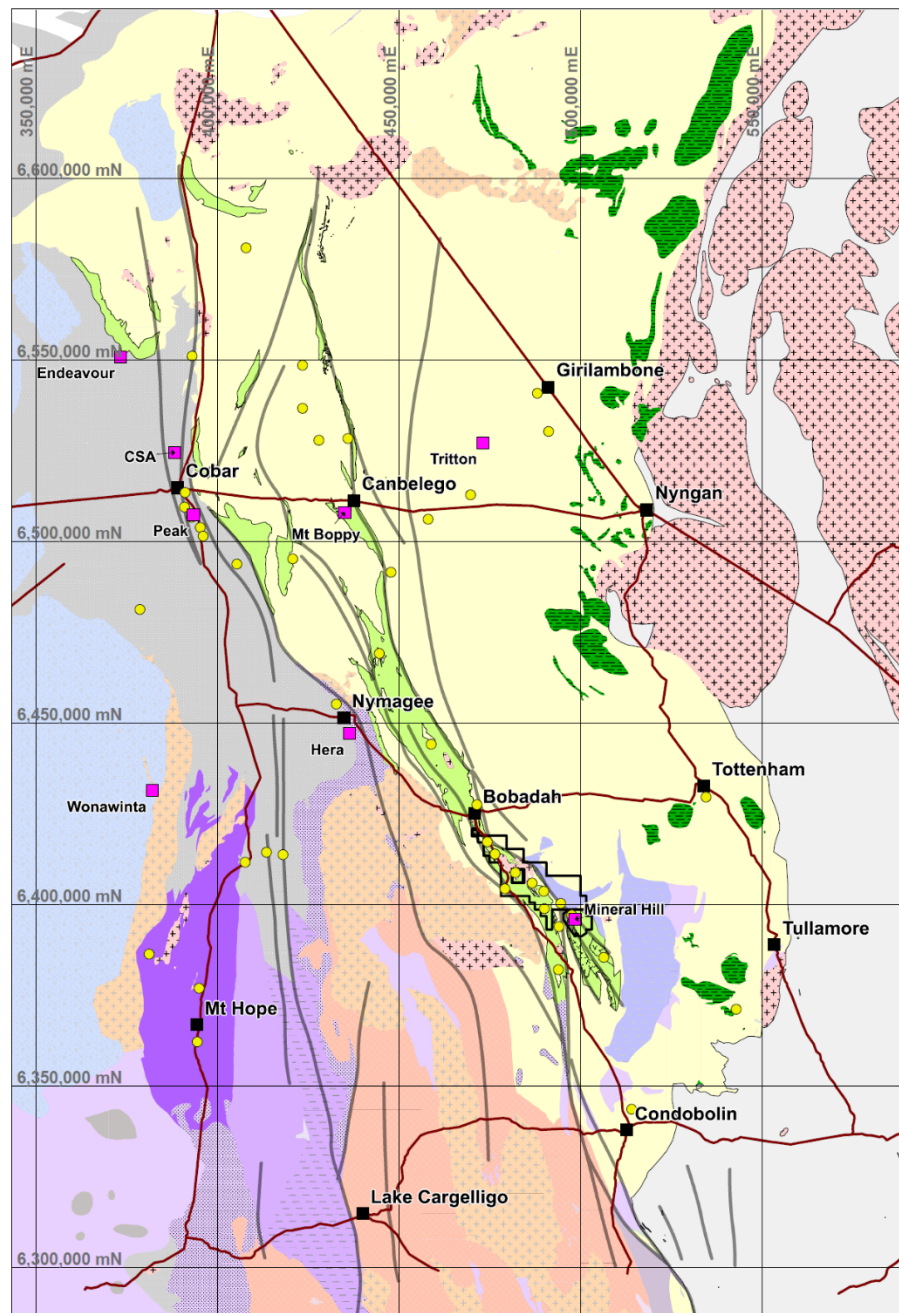 350,000 mE
400,000 mE
450,000 mE
500,000 mE
550,000 mE
6,600,000 mN
6,550,000 mN
Endeavour
Girilambone
CSA
Cobar
Tritton
Canbelego
Nyngan
Peak
Mt Boppy
6,500,000 mN
6,450,000 mN
Nymagee
Hera
Tottenham
Wonawinta
Bobadah
6,400,000 mN
Mineral Hill
Tullamore
Mt Hope
6,350,000 mN
Condobolin
Lake Cargelligo
6,300,000 mN